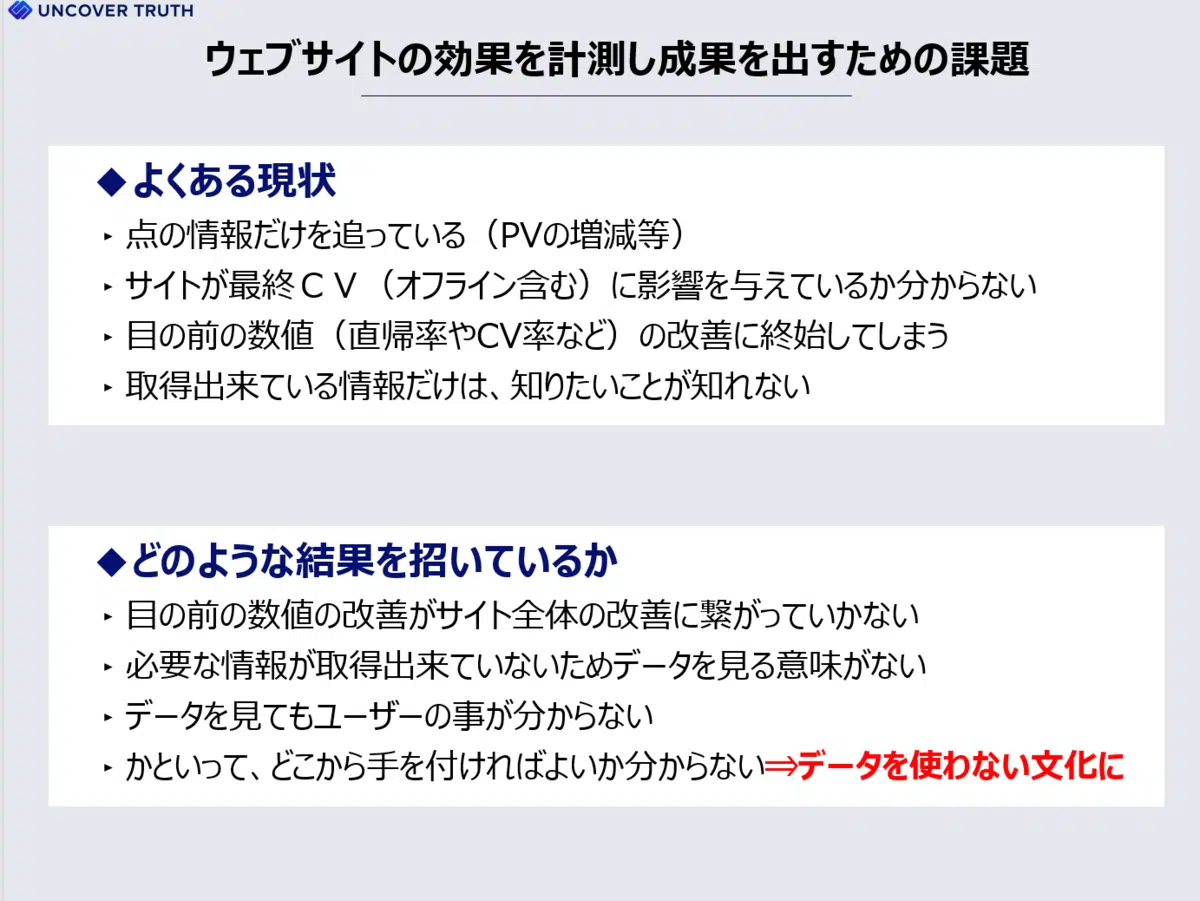 UNCOVER TRUTH
ウェブサイトの効果を計測し成果を出すための課題
◆よくある現状
‣ 点の情報だけを追っている（PVの増減等）
‣ サイトが最終ＣＶ（オフライン含む）に影響を与えているか分からない
‣ 目の前の数値（直帰率やCV率など）の改善に終始してしまう
‣ 取得出来ている情報だけは、知りたいことが知れない
◆どのような結果を招いているか
‣ 目の前の数値の改善がサイト全体の改善に繋がっていかない
‣ 必要な情報が取得出来ていないためデータを見る意味がない
‣ データを見てもユーザーの事が分からない
‣ かといって、どこから手を付ければよいか分からない⇒データを使わない文化に